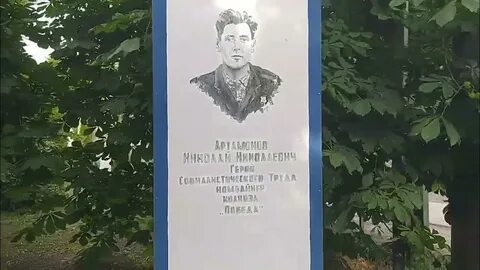 Артамонов
Николай Николаевич
Герой
Социалистического Труда
комбайнер
колхоза
„Победа"